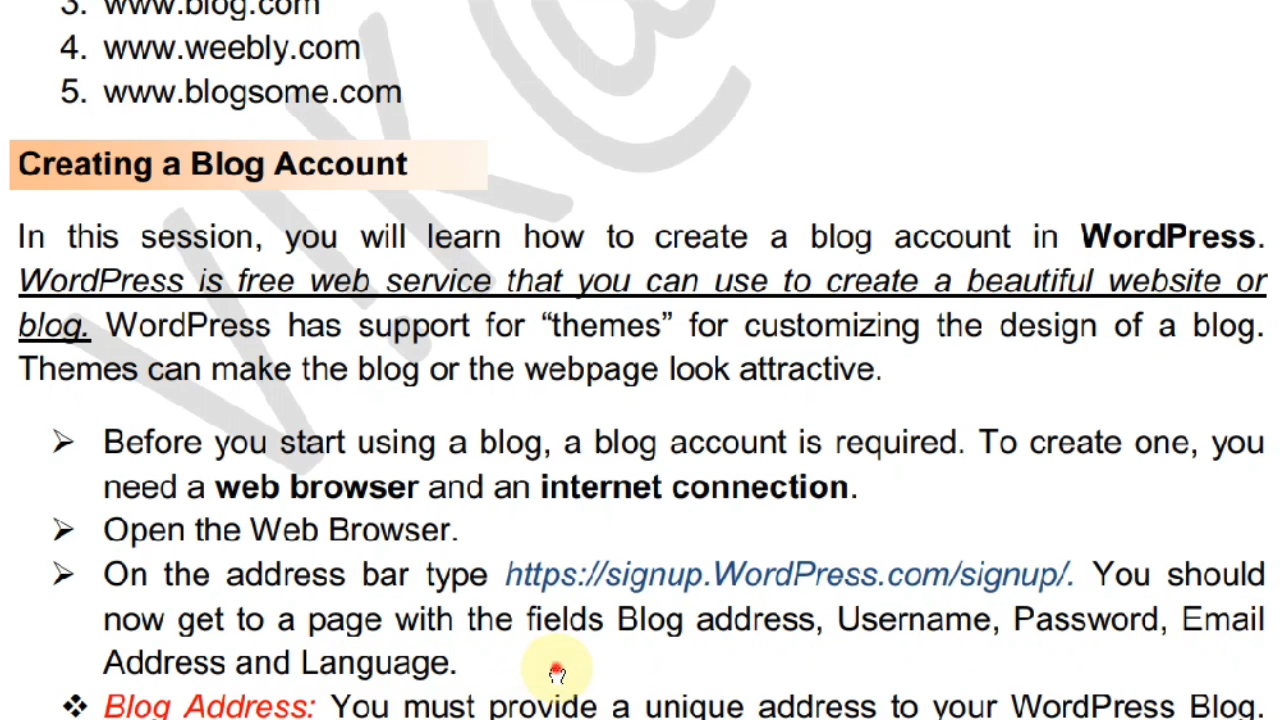 3. www.blog.com
4. www.weebly.com
5. www.blogsome.com
Creating a Blog Account
In this session, you will learn how to create a blog account in WordPress.
WordPress is free web service that you can use to create a beautiful website or
blog. WordPress has support for “themes” for customizing the design of a blog.
Themes can make the blog or the webpage look attractive.
➢ Before you start using a blog, a blog account is required. To create one, you
need a web browser and an internet connection.
➢ Open the Web Browser.
➢ On the address bar type https://signup.WordPress.com/signup/. You should
now get to a page with the fields Blog address, Username, Password, Email
Address and Language.
❖ Blog Address: You must provide a unique address to your WordPress Blog.